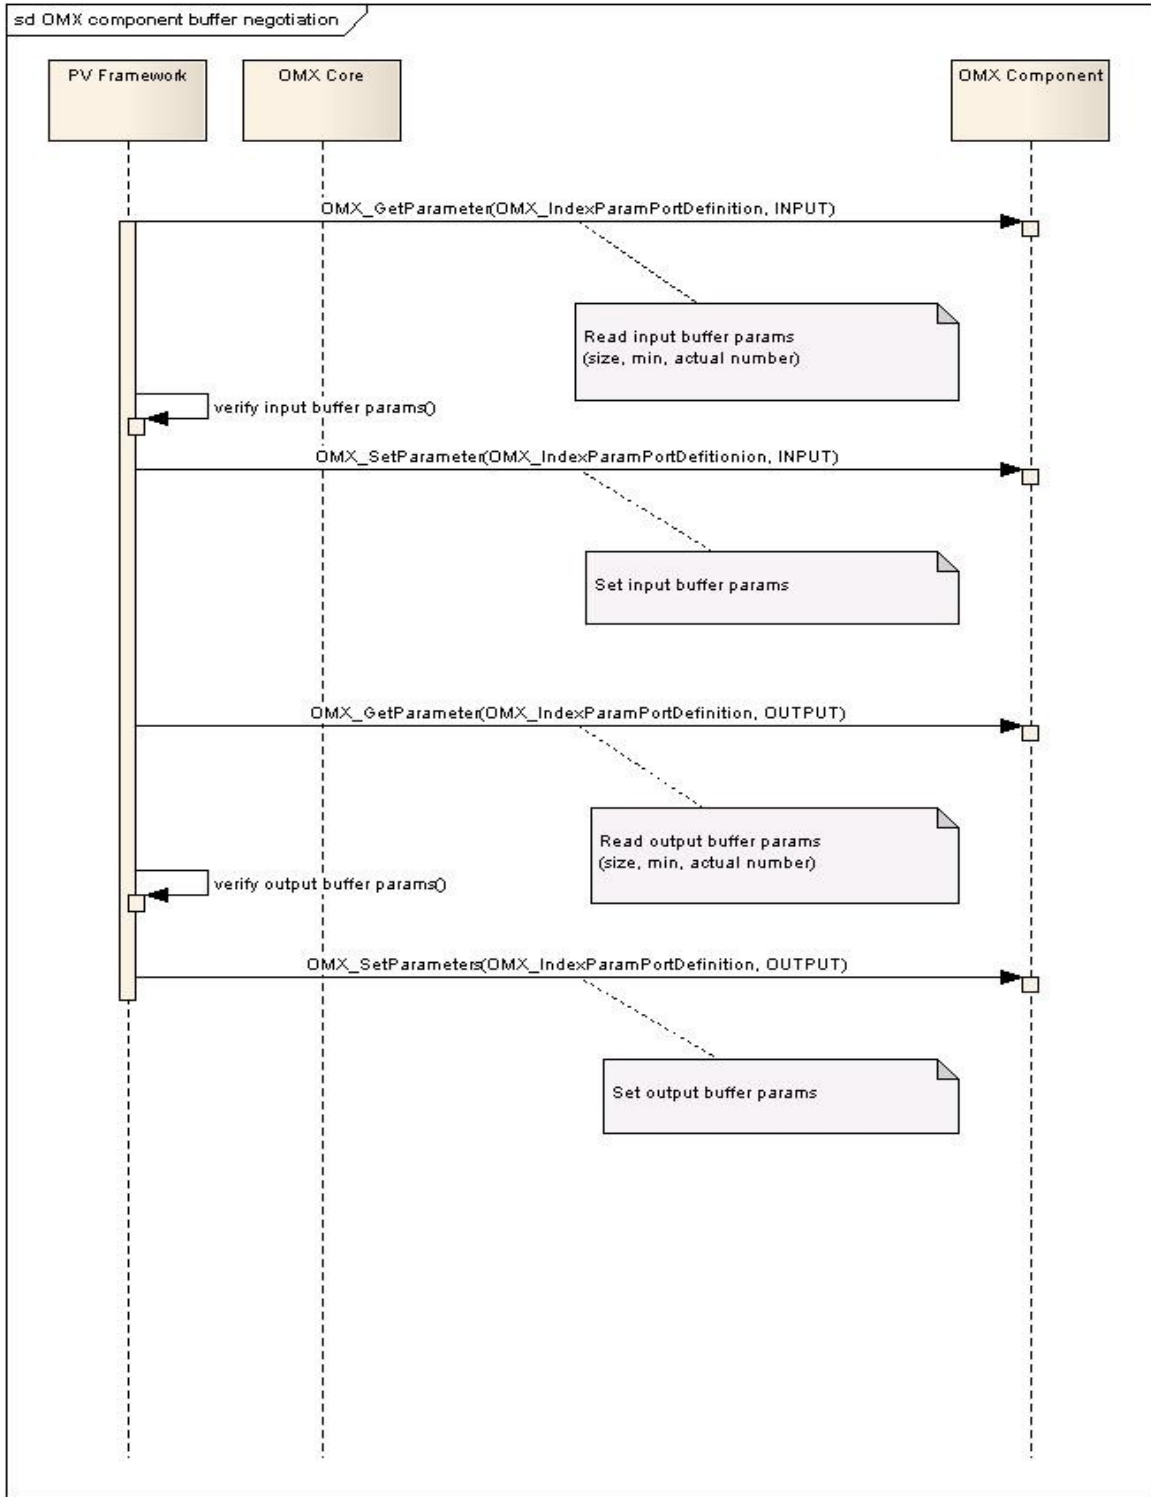 sd OMX component buffer negotiation
PV Framework
OMX Core
OMX Component
OMX_GetParameter(OMX_IndexParamPortDefinition, INPUT)
Read input buffer params
(size, min, actual number)
verify input buffer params()
OMX_SetParameter(OMX_IndexParamPortDefitionion, INPUT)
Set input buffer params
OMX_GetParameter(OMX_IndexParamPortDefinition, OUTPUT)
Read output buffer params
(size, min, actual number)
verify output buffer params()
OMX_SetParameters(OMX_IndexParamPortDefinition, OUTPUT)
Set output buffer params